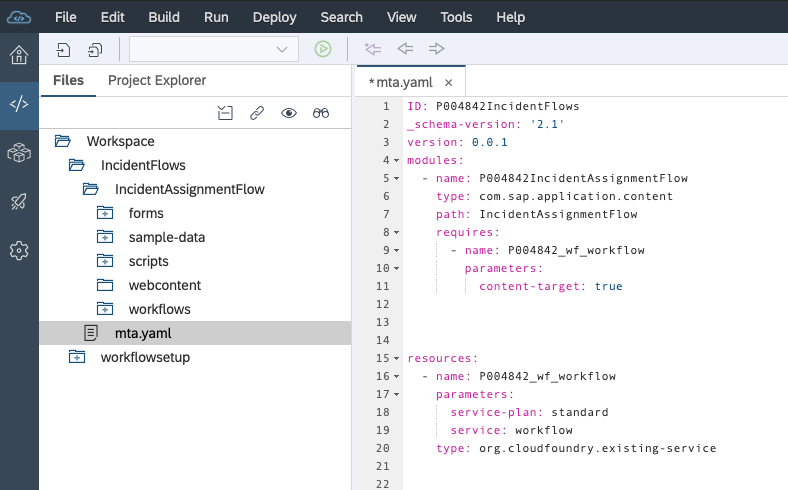 File Edit Build Run Deploy Search View Tools Help
Files Project Explorer
*mta.yaml ×
Workspace
IncidentFlows
IncidentAssignmentFlow
forms
sample-data
scripts
webcontent
workflows
mta.yaml
workflowsetup
1 ID: P004842IncidentFlows
2 _schema-version: '2.1'
3 version: 0.0.1
4 modules:
5 - name: P004842IncidentAssignmentFlow
6 type: com.sap.application.content
7 path: IncidentAssignmentFlow
8 requires:
9 - name: P004842_wf_workflow
10 parameters:
11 content-target: true
12
13
14
15 resources:
16 - name: P004842_wf_workflow
17 parameters:
18 service-plan: standard
19 service: workflow
20 type: org.cloudfoundry.existing-service
21
22